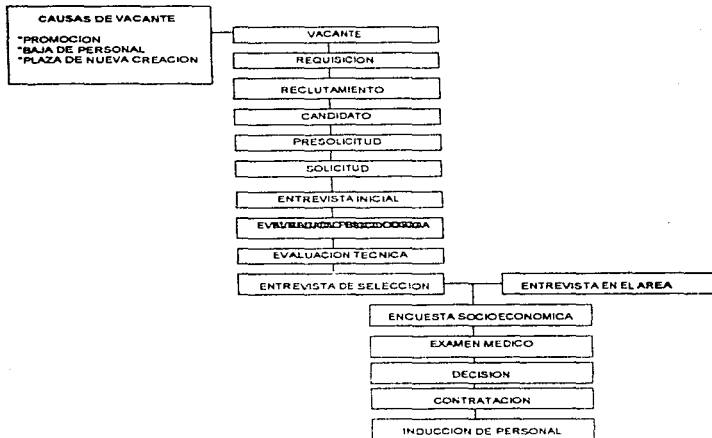 CAUSAS DE VACANTE
*PROMOCION
*BAJA DE PERSONAL
*PLAZA DE NUEVA CREACION
VACANTE
REQUISICION
RECLUTAMIENTO
CANDIDATO
PRESOLICITUD
SOLICITUD
ENTREVISTA INICIAL
EVALUACION TECNICA
ENTREVISTA DE SELECCION
ENTREVISTA EN EL AREA
ENCUESTA SOCIOECONOMICA
EXAMEN MEDICO
DECISION
CONTRATACION
INDUCCION DE PERSONAL